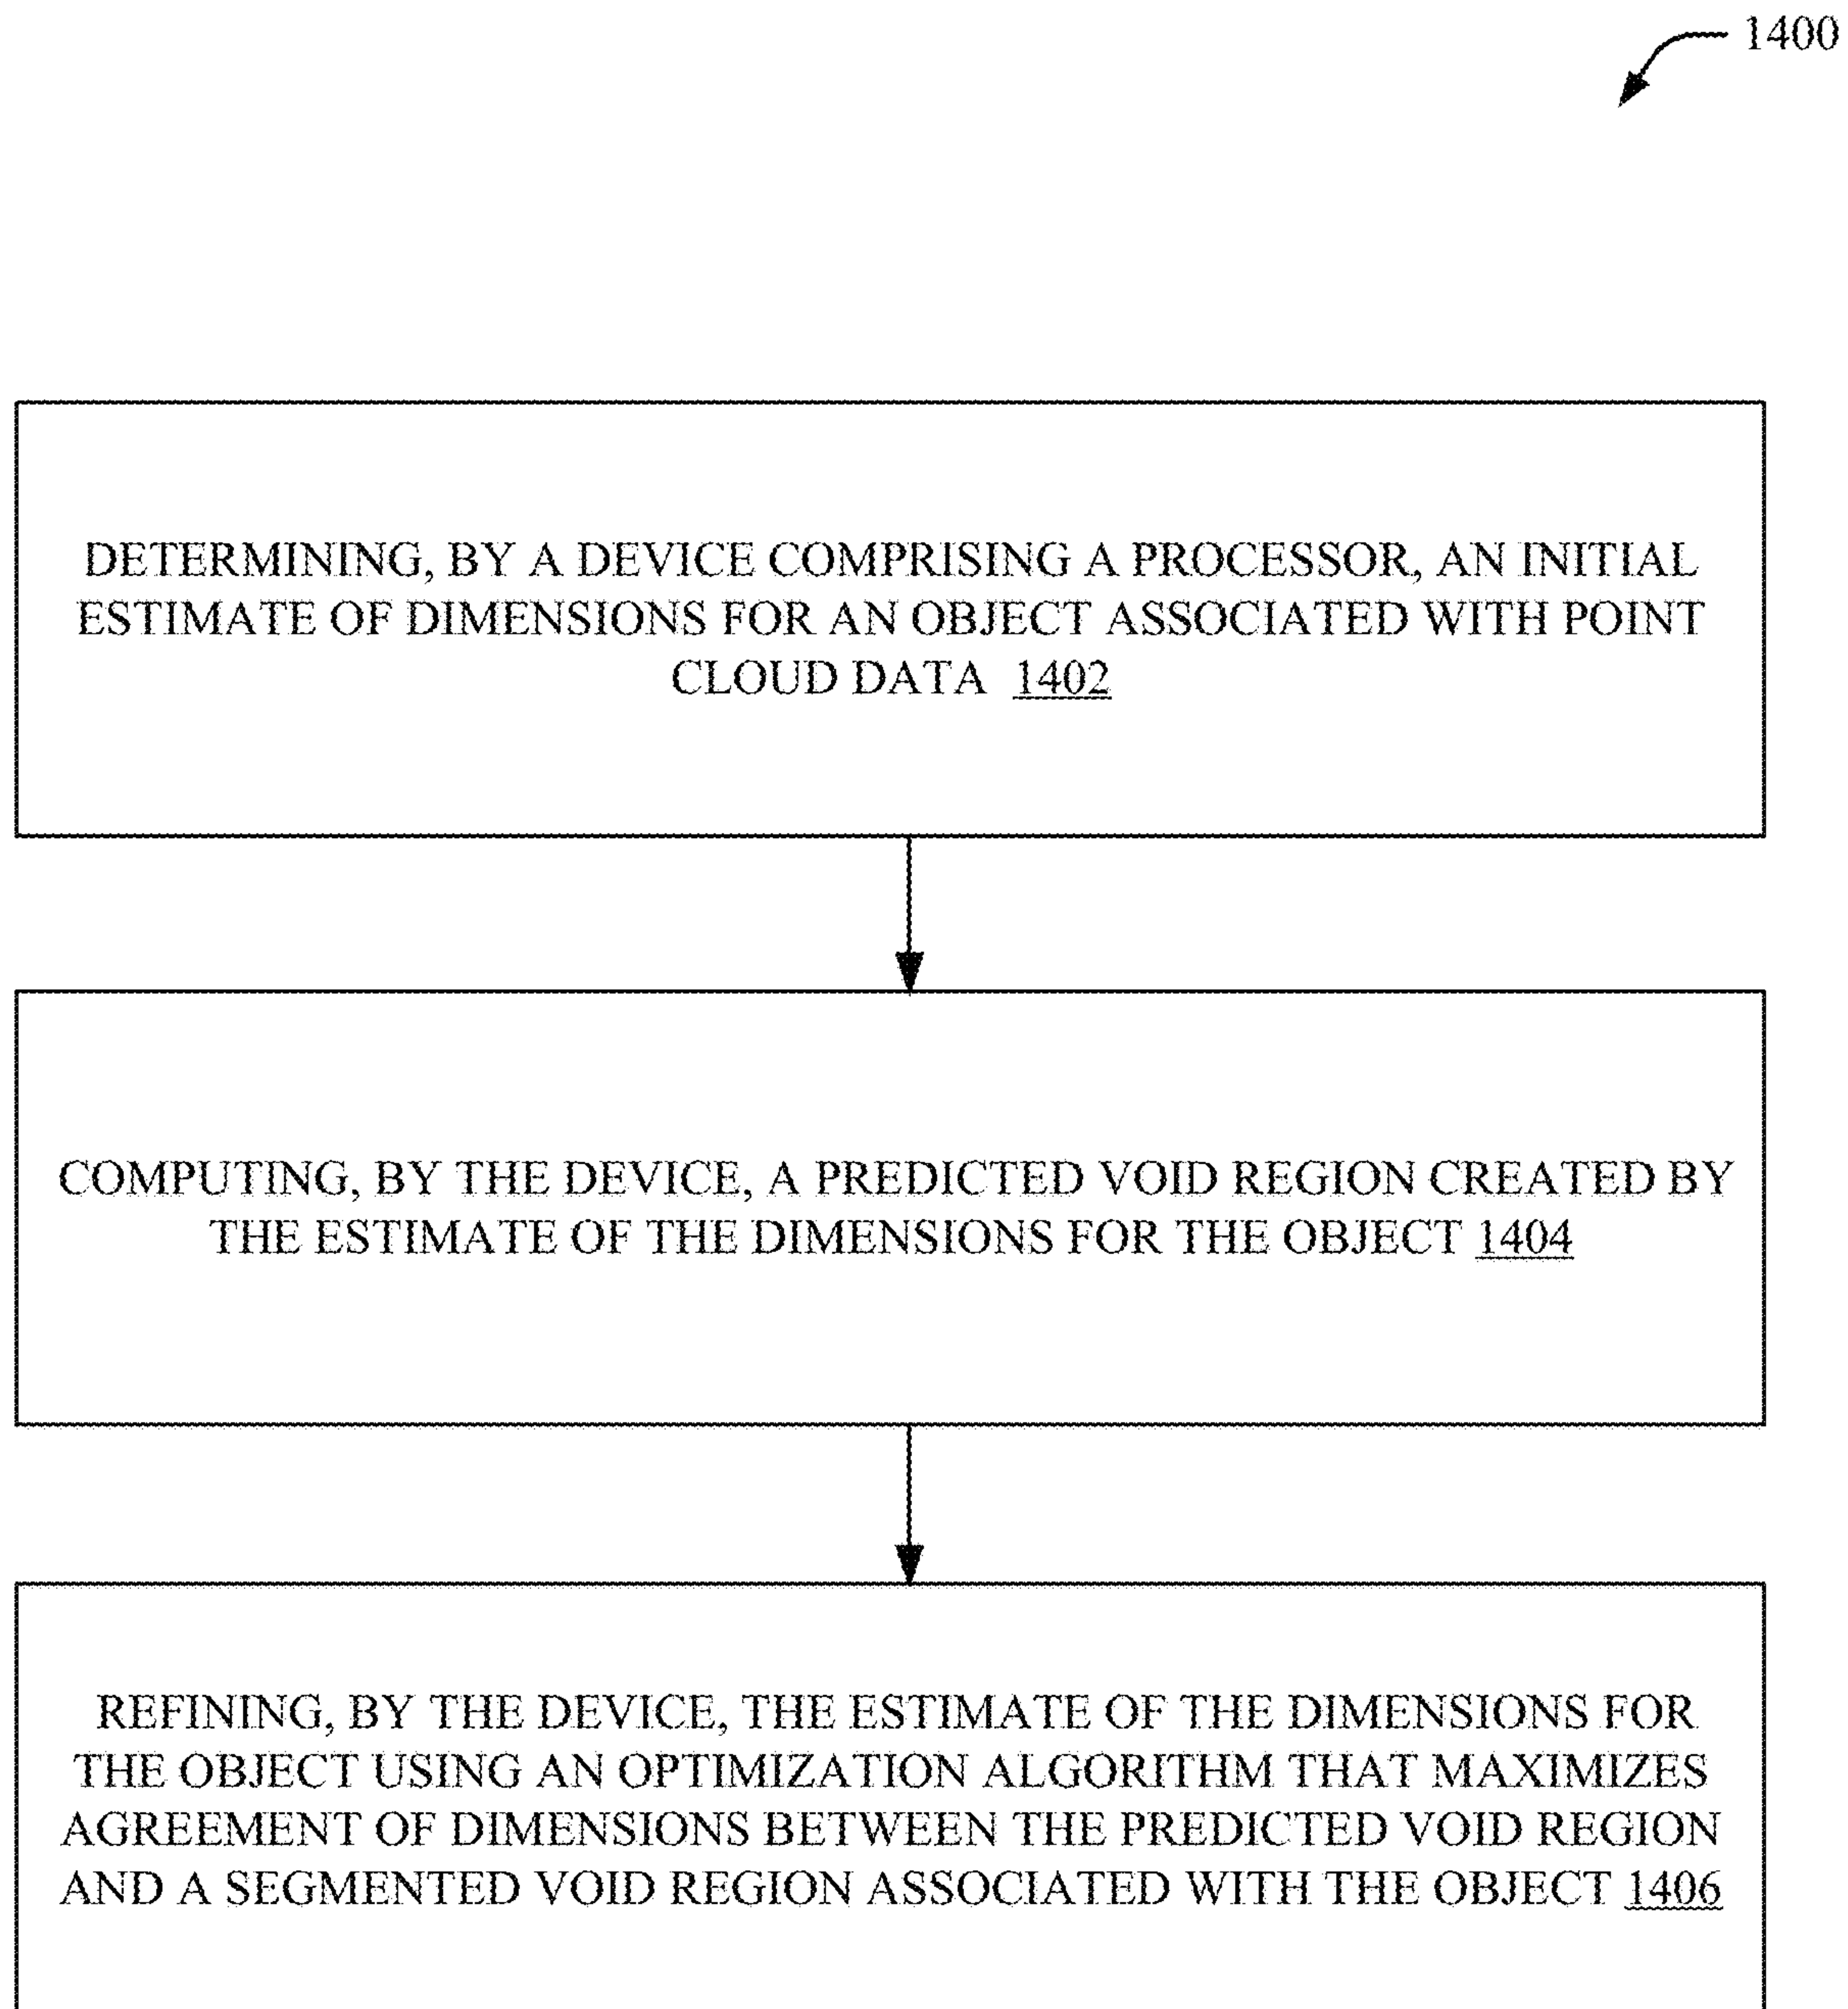 1400
DETERMINING, BY A DEVICE COMPRISING A PROCESSOR, AN INITIAL
ESTIMATE OF DIMENSIONS FOR AN OBJECT ASSOCIATED WITH POINT
CLOUD DATA 1402
COMPUTING, BY THE DEVICE, A PREDICTED VOID REGION CREATED BY
THE ESTIMATE OF THE DIMENSIONS FOR THE OBJECT 1404
REFINING, BY THE DEVICE, THE ESTIMATE OF THE DIMENSIONS FOR
THE OBJECT USING AN OPTIMIZATION ALGORITHM THAT MAXIMIZES
AGREEMENT OF DIMENSIONS BETWEEN THE PREDICTED VOID REGION
AND A SEGMENTED VOID REGION ASSOCIATED WITH THE OBJECT 1406